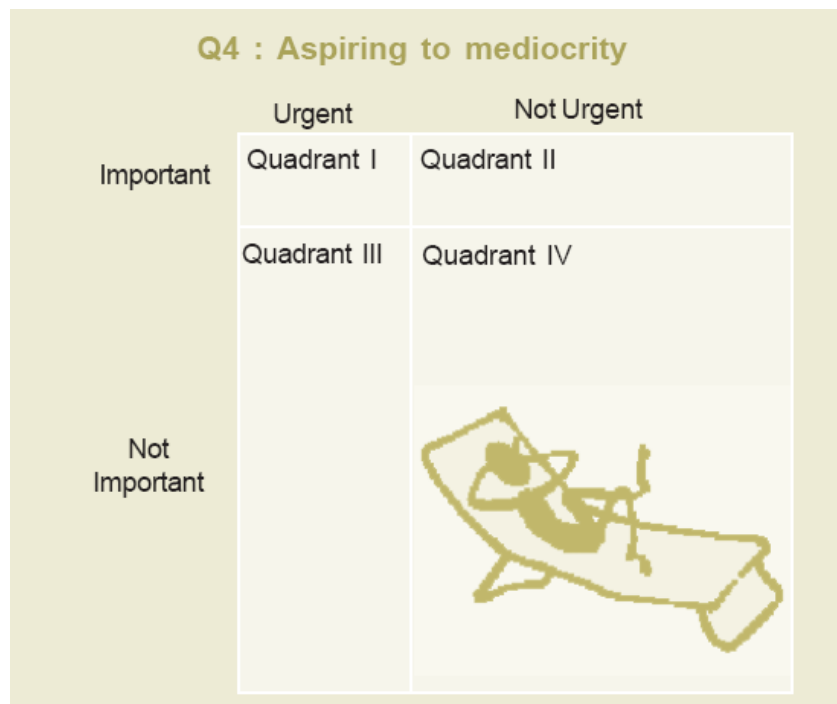 Q4 : Aspiring to mediocrity
Urgent
Not Urgent
Important
Quadrant I
Quadrant II
Quadrant III
Quadrant IV
Not
Important